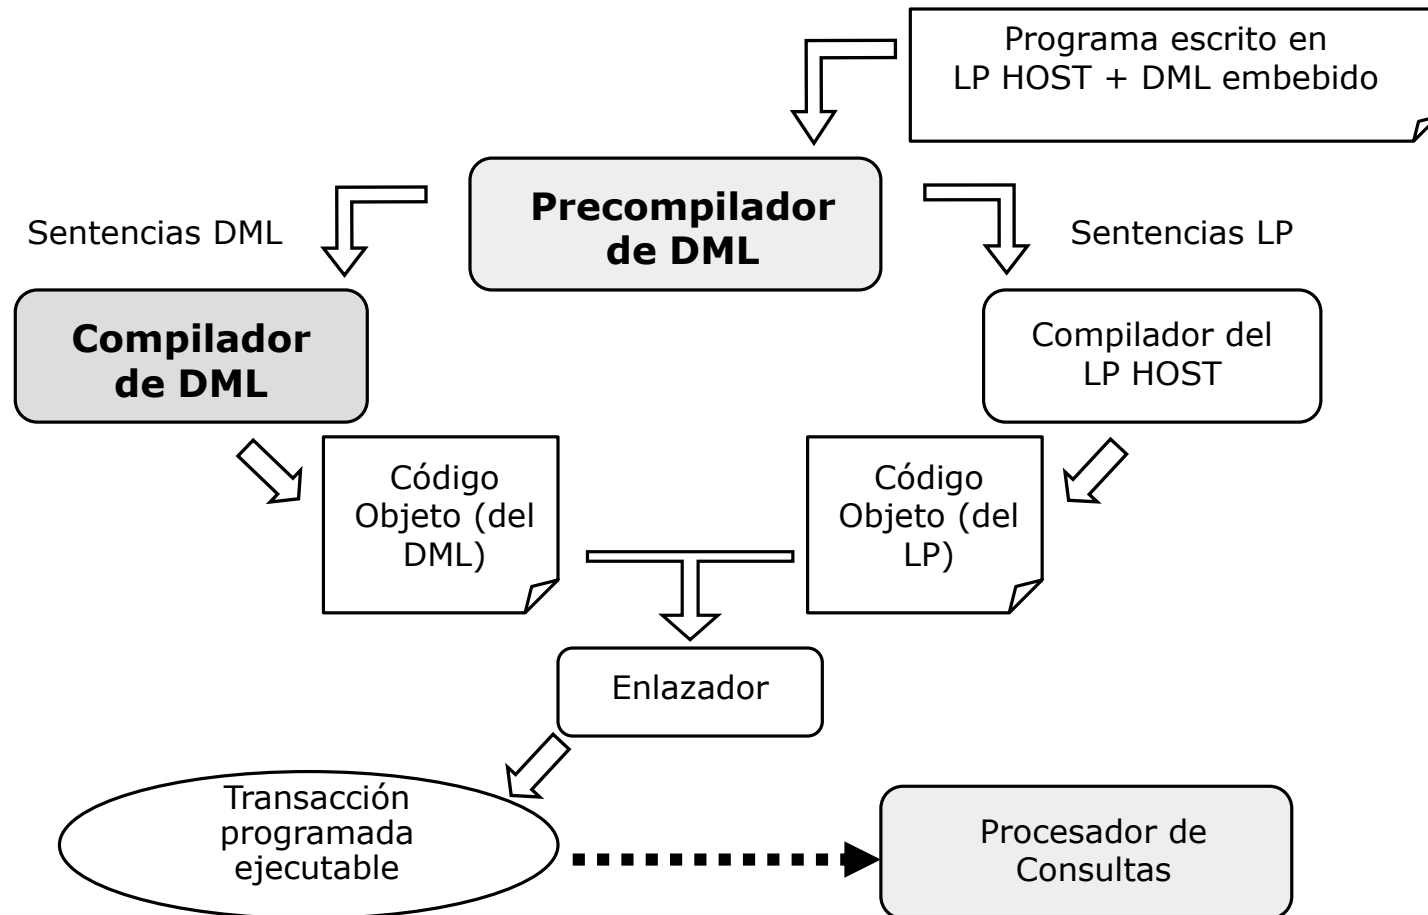 Programa escrito en
LP HOST + DML embebido
Precompilador
de DML
Sentencias DML
Sentencias LP
Compilador
de DML
Compilador del
LP HOST
Código
Objeto (del
DML)
Código
Objeto (del
LP)
Enlazador
Transacción
programada
ejecutable
Procesador de
Consultas